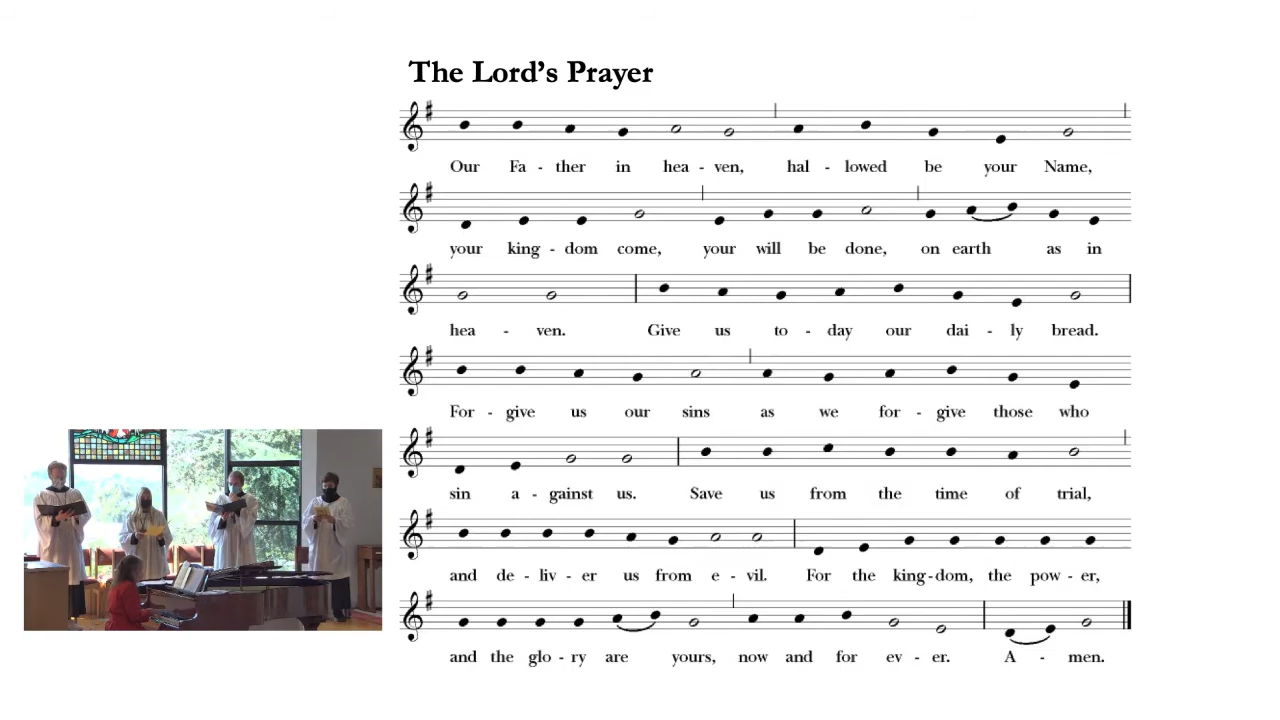 The Lord’s Prayer
Our Fa - ther in hea - ven, hal - lowed be your Name,
your king - dom come, your will be done, on earth as in
hea - ven. Give us to - day our dai - ly bread.
For - give us our sins as we for - give those who
sin a - gainst us. Save us from the time of trial,
and de - liv - er us from e - vil. For the king - dom, the pow - er,
and the glo - ry are yours, now and for ev - er. A - men.